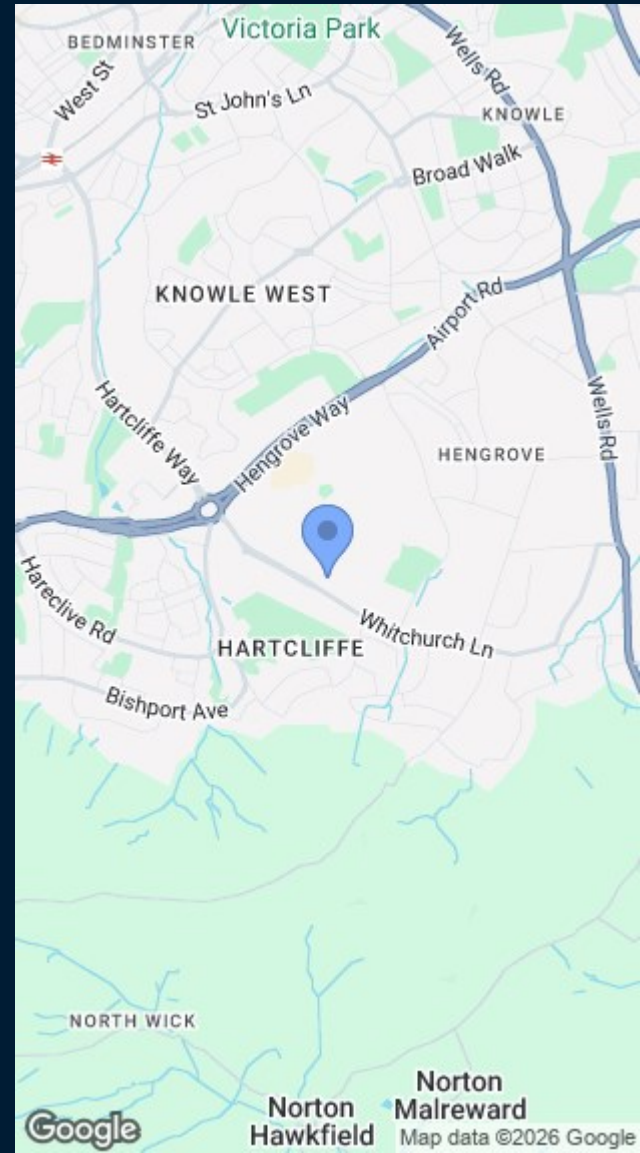 Victoria Park
BEDMINSTER
Wells Rd
West St
St John's Ln
KNOWLE
Broad Walk
KNOWLE WEST
Airport Rd
Hartcliffe Way
Hengrove Way
Wells Rd
HENGROVE
Hareclive Rd
Whitchurch Ln
HARTCLIFFE
Bishport Ave
NORTH WICK
Norton
Malreward
Norton
Hawkfield
Google
Map data ©2026 Google